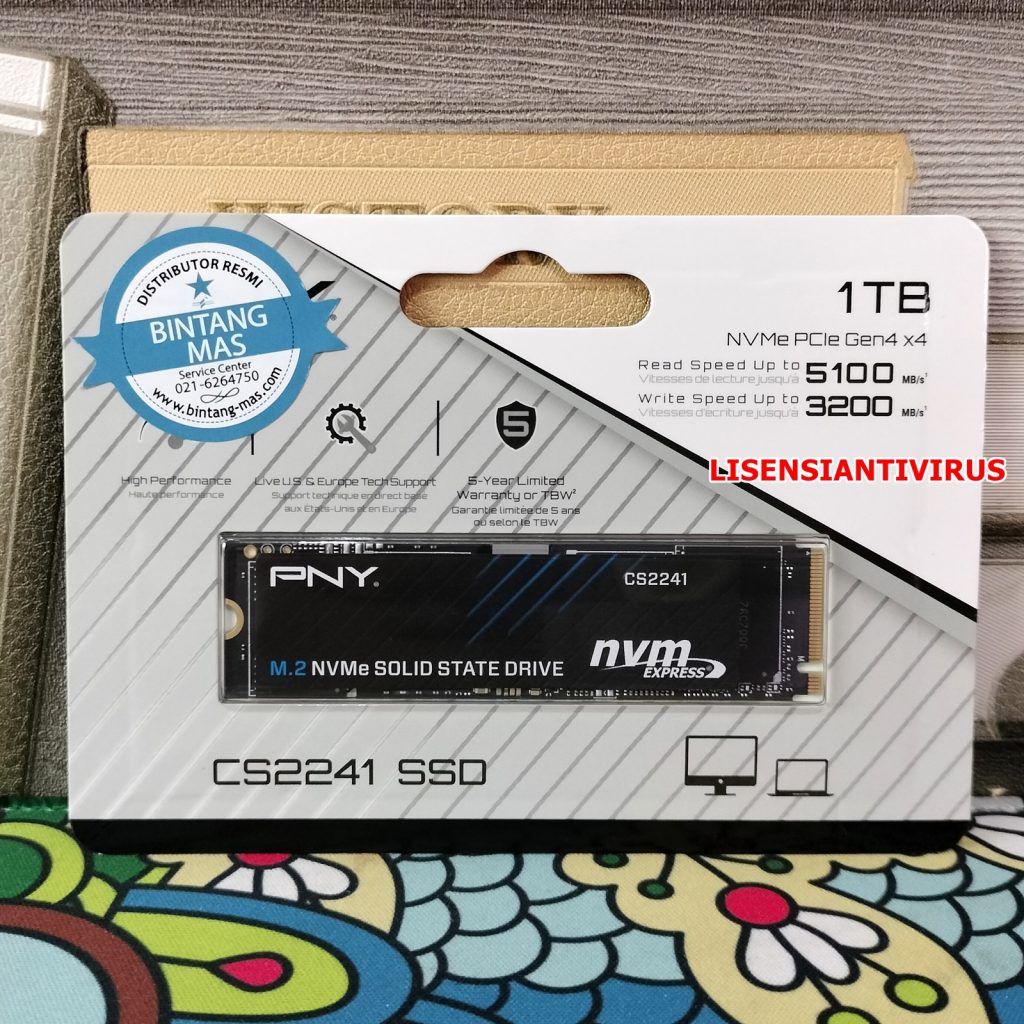 HISTORY
DISTRIBUTOR RESMI
BINTANG
MAS
Service Center
021-6264750
www.bintang-mas.com
1TB
NVMe PCIe Gen4 x4
Read Speed Up to
Vitesses de lecture jusqu'à
5100 MB/s¹
Write Speed Up to
Vitesses d'écriture jusqu'à
3200 MB/s¹
LISENSIANTIVIRUS
High Performance
Haute performance
Live U.S. & Europe Tech Support
Support technique en direct basé
aux États-Unis et en Europe
5
5-Year Limited
Warranty or TBW²
Garantie limitée de 5 ans
ou selon le TBW
PNY®
CS2241
M.2 NVMe SOLID STATE DRIVE
nvm
EXPRESS
CS2241 SSD